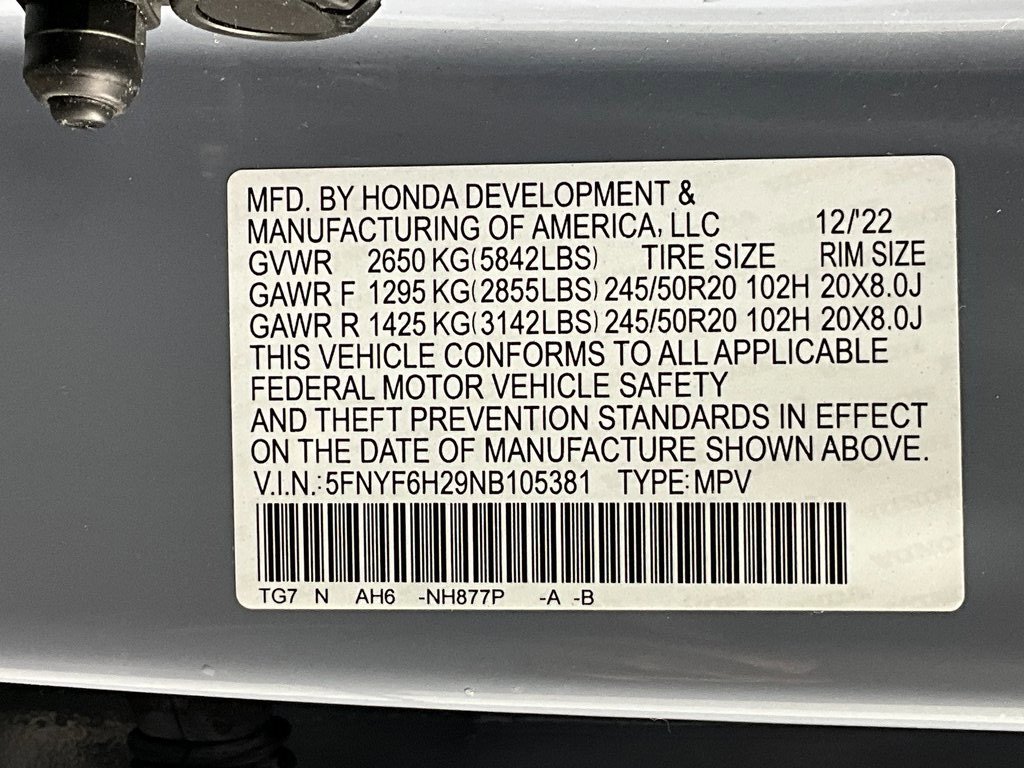 MFD. BY HONDA DEVELOPMENT &
MANUFACTURING OF AMERICA, LLC 12/'22
GVWR 2650 KG(5842LBS) TIRE SIZE RIM SIZE
GAWR F 1295 KG(2855LBS) 245/50R20 102H 20X8.0J
GAWR R 1425 KG(3142LBS) 245/50R20 102H 20X8.0J
THIS VEHICLE CONFORMS TO ALL APPLICABLE
FEDERAL MOTOR VEHICLE SAFETY
AND THEFT PREVENTION STANDARDS IN EFFECT
ON THE DATE OF MANUFACTURE SHOWN ABOVE.
V.I.N.: 5FNYF6H29NB105381 TYPE: MPV
TG7 N AH6 -NH877P -A -B